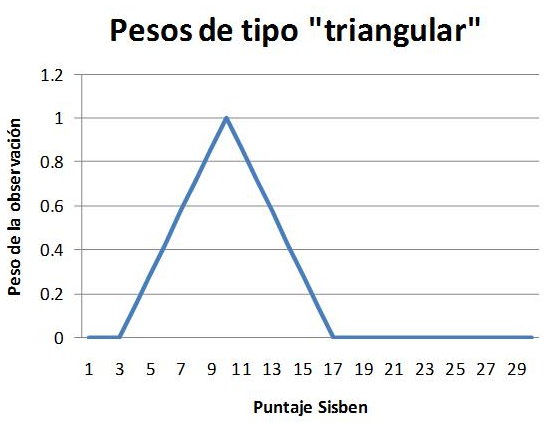 Pesos de tipo "triangular"
Peso de la observación
1.2
1
0.8
0.6
0.4
0.2
0
1 3 5 7 9 11 13 15 17 19 21 23 25 27 29
Puntaje Sisben